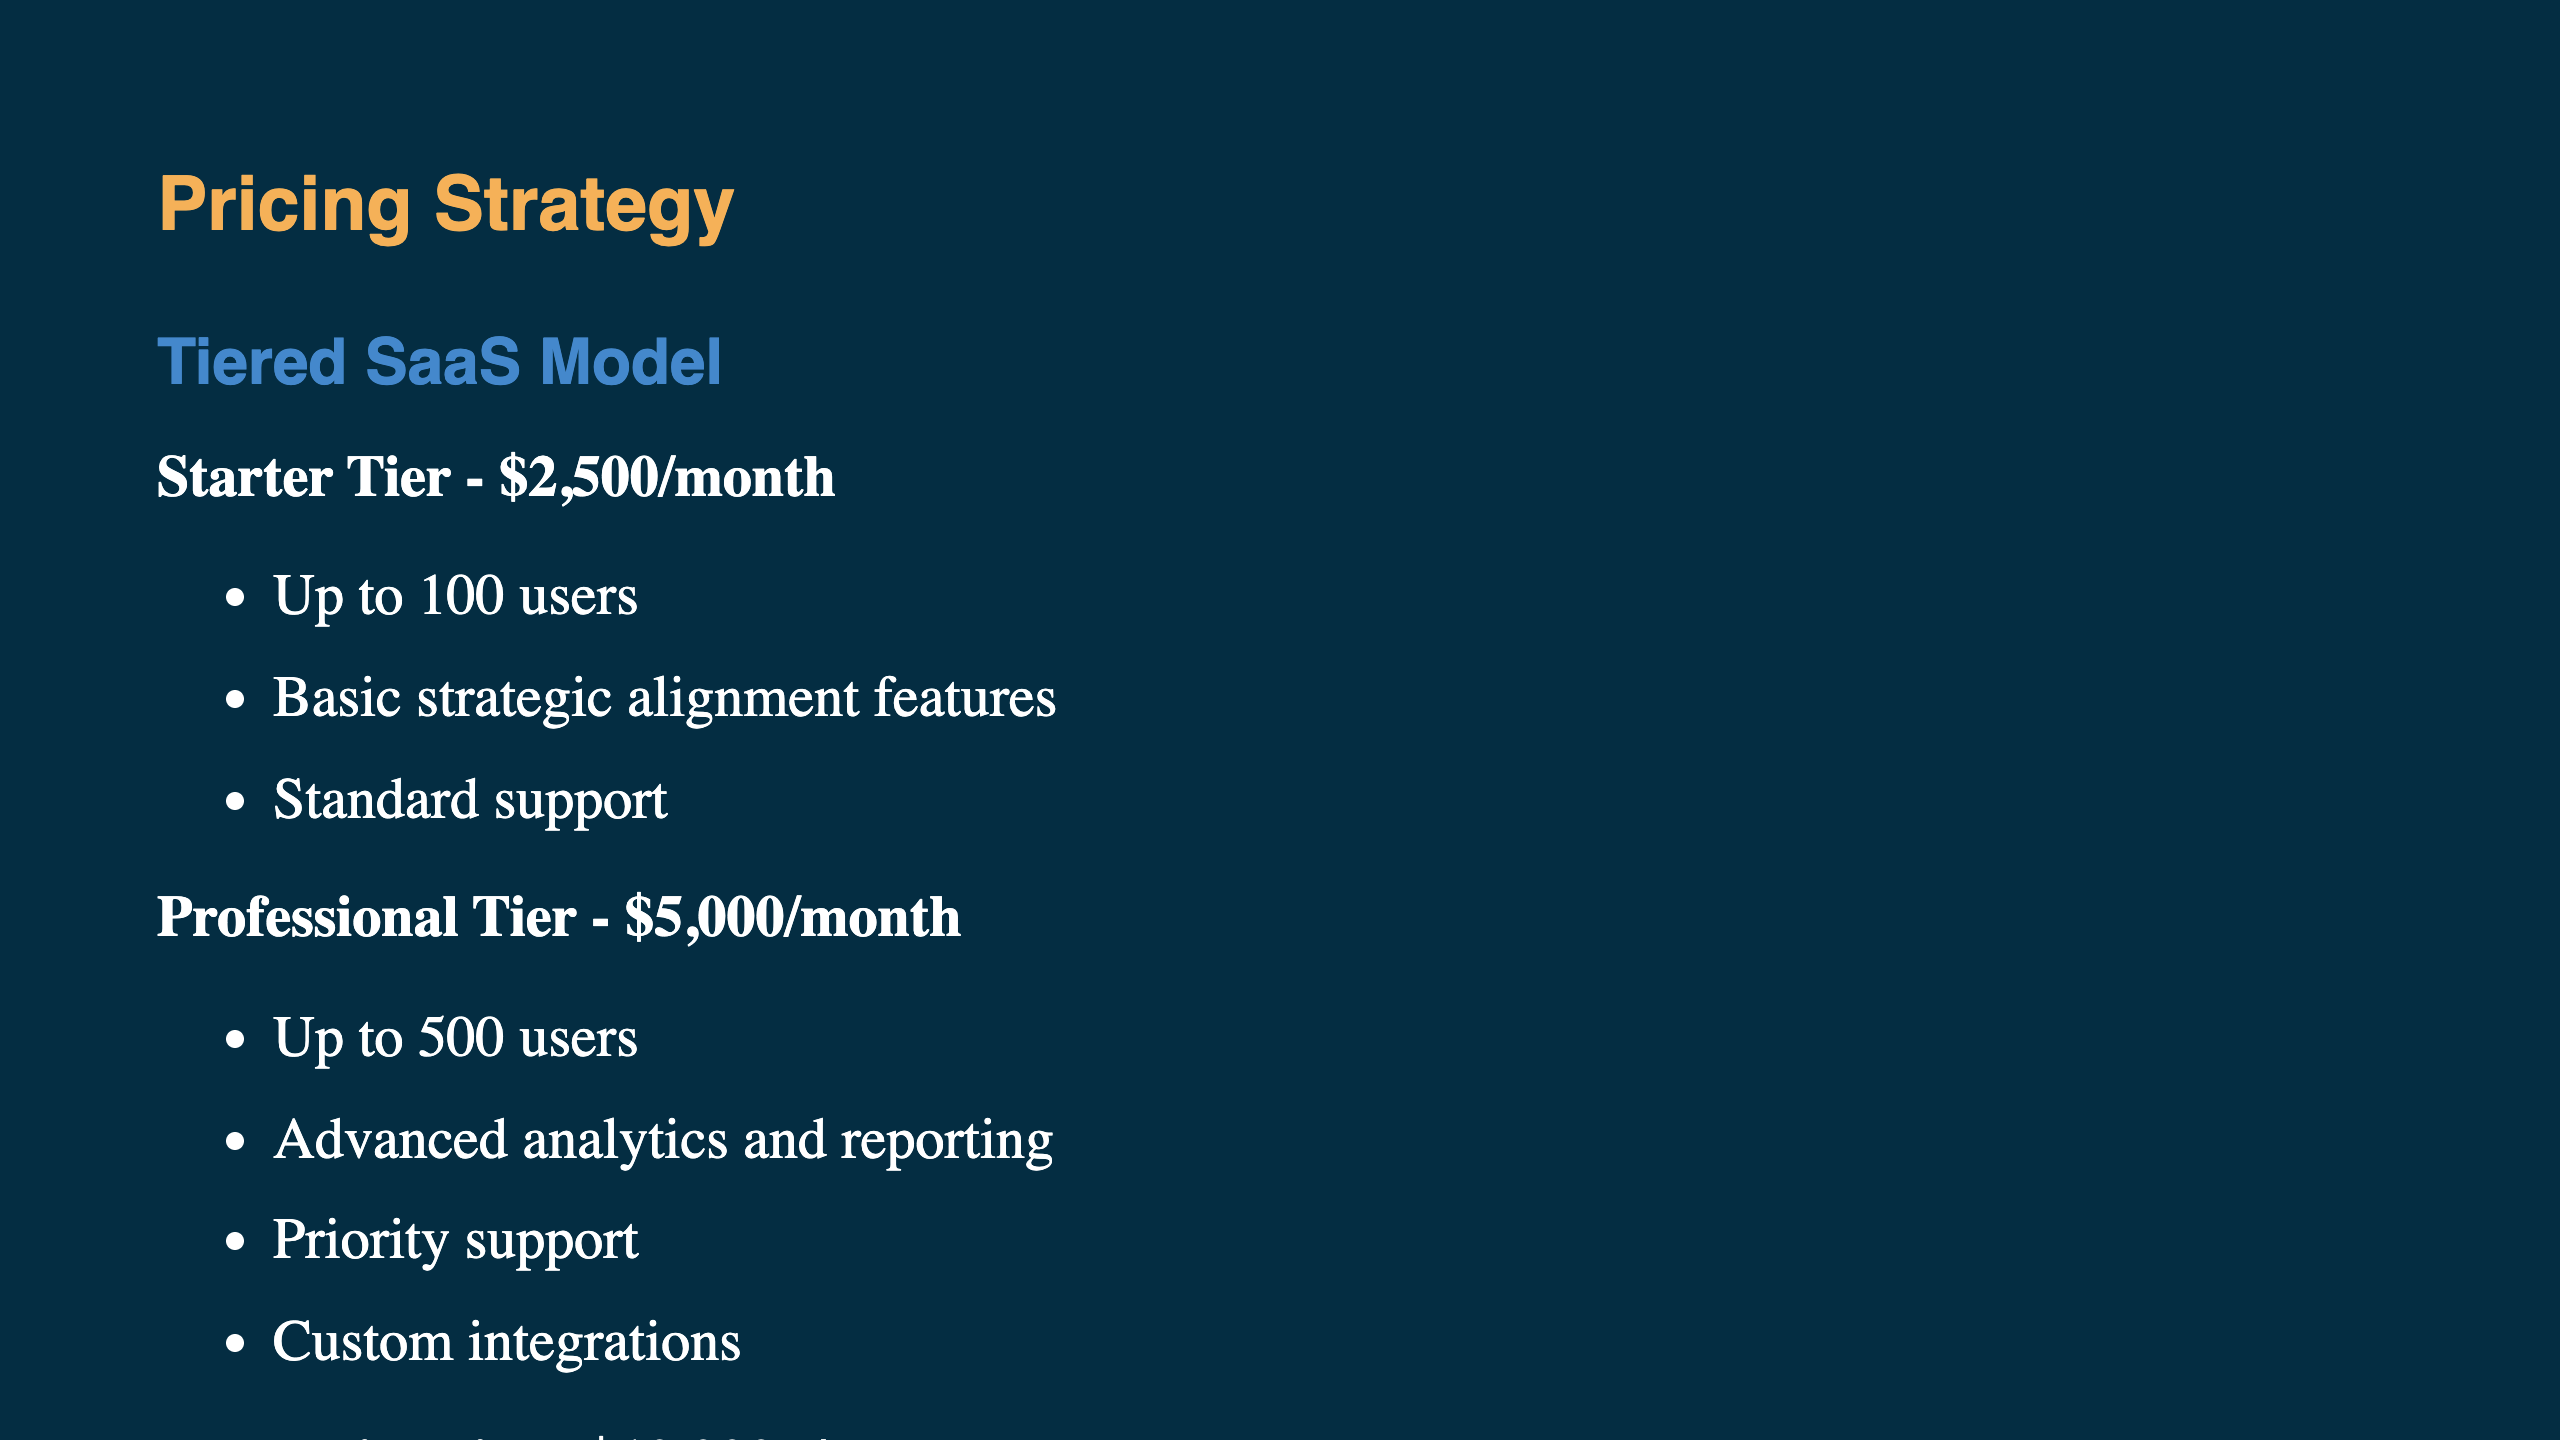 Pricing Strategy
Tiered SaaS Model
Starter Tier - $2,500/month
• Up to 100 users
• Basic strategic alignment features
• Standard support
Professional Tier - $5,000/month
• Up to 500 users
• Advanced analytics and reporting
• Priority support
• Custom integrations